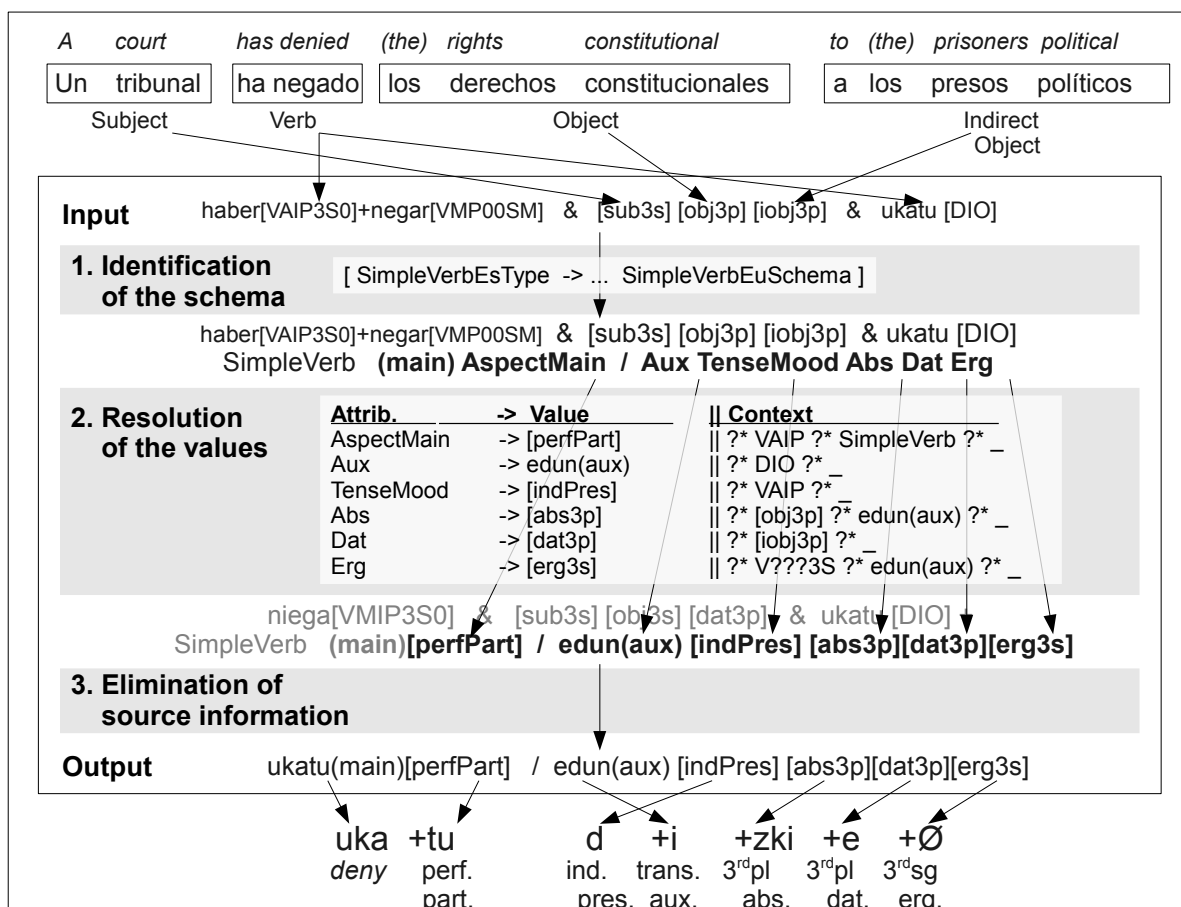 A court has denied (the) rights constitutional to (the) prisoners political
Un tribunal ha negado los derechos constitucionales a los presos políticos
Subject Verb Object Indirect
Object
Input haber[VAIP3S0]+negar[VMP00SM] & [sub3s] [obj3p] [iobj3p] & ukatu [DIO]
1. Identification
of the schema
[ SimpleVerbEsType -> ... SimpleVerbEuSchema ]
haber[VAIP3S0]+negar[VMP00SM] & [sub3s] [obj3p] [iobj3p] & ukatu [DIO]
SimpleVerb (main) AspectMain / Aux TenseMood Abs Dat Erg
2. Resolution
of the values
Attrib. -> Value || Context
AspectMain -> [perfPart] || ?* VAIP ?* SimpleVerb ?* _
Aux -> edun(aux) || ?* DIO ?* _
TenseMood -> [indPres] || ?* VAIP ?* _
Abs -> [abs3p] || ?* [obj3p] ?* edun(aux) ?* _
Dat -> [dat3p] || ?* [iobj3p] ?* _
Erg -> [erg3s] || ?* V???3S ?* edun(aux) ?* _
niega[VMIP3S0] & [sub3s] [obj3s] [dat3p] & ukatu [DIO]
SimpleVerb (main)[perfPart] / edun(aux) [indPres] [abs3p][dat3p][erg3s]
3. Elimination of
source information
Output ukatu(main)[perfPart] / edun(aux) [indPres] [abs3p][dat3p][erg3s]
uka +tu d +i +zki +e +Ø
deny perf. ind. trans. 3rdpl 3rdpl 3rdsg
part. pres. aux. abs. dat. erg.